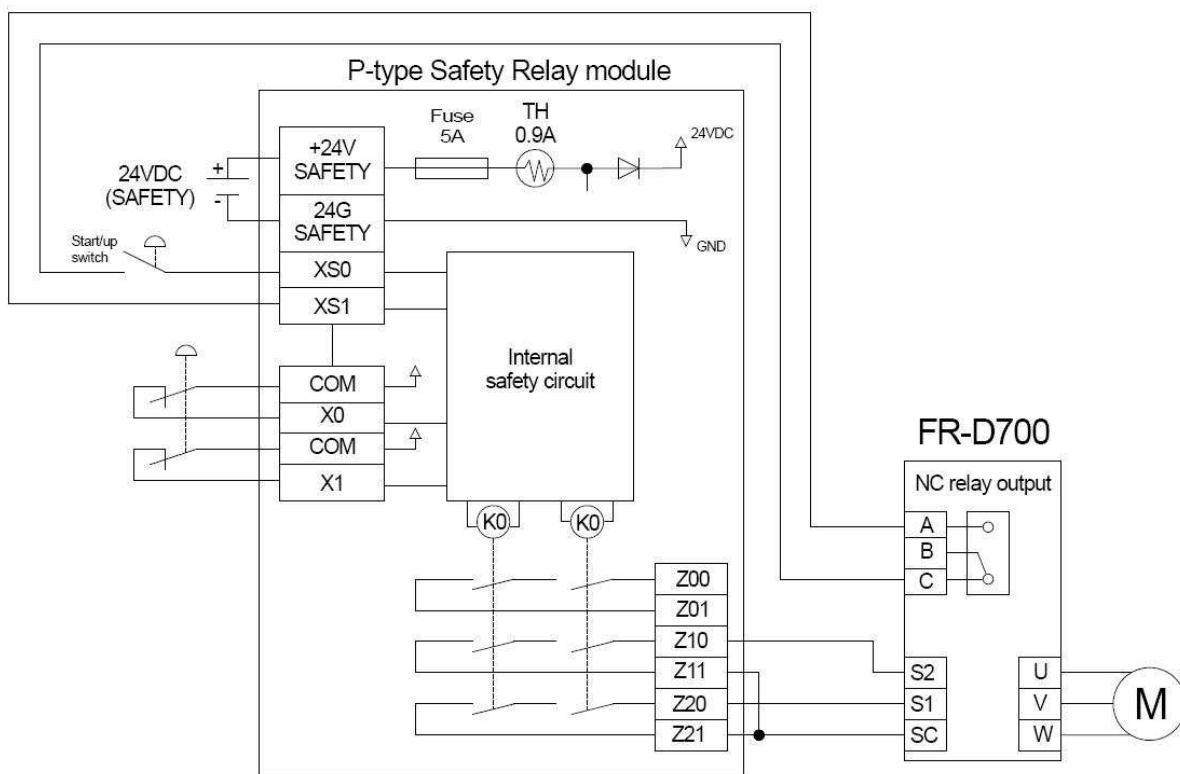 P-type Safety Relay module
Fuse
5A
TH
0.9A
24VDC
+24V
SAFETY
24VDC
(SAFETY)
+
-
24G
SAFETY
GND
Start/up
switch
XS0
XS1
Internal
safety circuit
COM
X0
COM
X1
K0
K0
FR-D700
NC relay output
A
B
C
Z00
Z01
Z10
Z11
Z20
Z21
S2
S1
SC
U
V
W
M